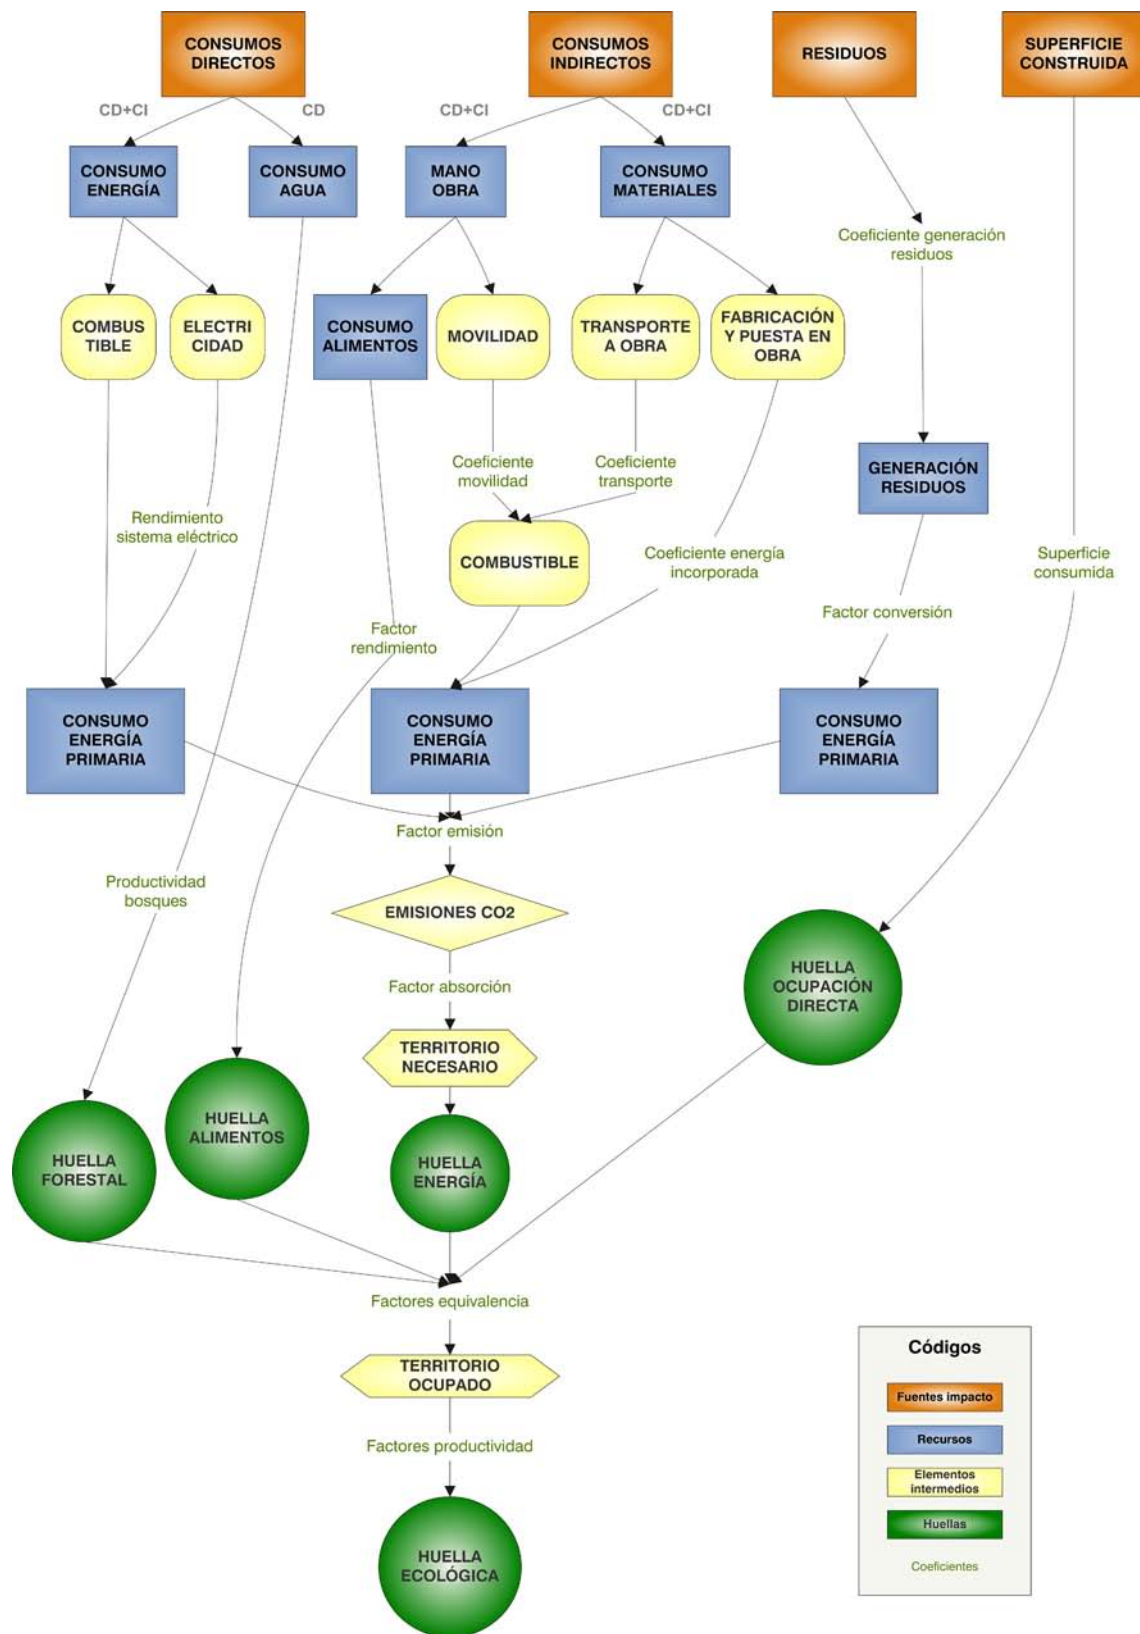 CONSUMOS
DIRECTOS
CONSUMOS
INDIRECTOS
RESIDUOS
SUPERFICIE
CONSTRUIDA
CD+CI
CD
CD+CI
CD+CI
CONSUMO
ENERGÍA
CONSUMO
AGUA
MANO
OBRA
CONSUMO
MATERIALES
Coeficiente generación
residuos
COMBUS
TIBLE
ELECTRI
CIDAD
CONSUMO
ALIMENTOS
MOVILIDAD
TRANSPORTE
A OBRA
FABRICACIÓN
Y PUESTA EN
OBRA
Coeficiente
movilidad
Coeficiente
transporte
GENERACIÓN
RESIDUOS
Rendimiento
sistema eléctrico
COMBUSTIBLE
Coeficiente energía
incorporada
Superficie
consumida
Factor
rendimiento
Factor conversión
CONSUMO
ENERGÍA
PRIMARIA
CONSUMO
ENERGÍA
PRIMARIA
CONSUMO
ENERGÍA
PRIMARIA
Factor emisión
Productividad
bosques
EMISIONES CO2
HUELLA
OCUPACIÓN
DIRECTA
Factor absorción
TERRITORIO
NECESARIO
HUELLA
ALIMENTOS
HUELLA
FORESTAL
HUELLA
ENERGÍA
Factores equivalencia
TERRITORIO
OCUPADO
Factores productividad
HUELLA
ECOLÓGICA
Códigos
Fuentes impacto
Recursos
Elementos
intermedios
Huellas
Coeficientes